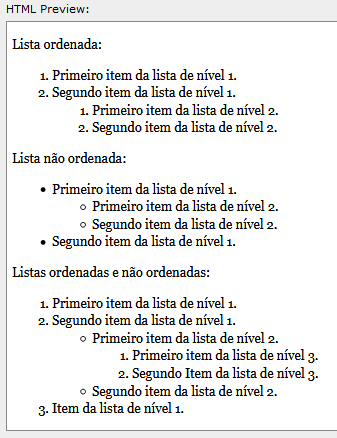 HTML Preview:
Lista ordenada:
1. Primeiro item da lista de nível 1.
2. Segundo item da lista de nível 1.
1. Primeiro item da lista de nível 2.
2. Segundo item da lista de nível 2.
Lista não ordenada:
• Primeiro item da lista de nível 1.
○ Primeiro item da lista de nível 2.
○ Segundo item da lista de nível 2.
• Segundo item da lista de nível 1.
Listas ordenadas e não ordenadas:
1. Primeiro item da lista de nível 1.
2. Segundo item da lista de nível 1.
○ Primeiro item da lista de nível 2.
1. Primeiro item da lista de nível 3.
2. Segundo Item da lista de nível 3.
○ Segundo item da lista de nível 2.
3. Item da lista de nível 1.